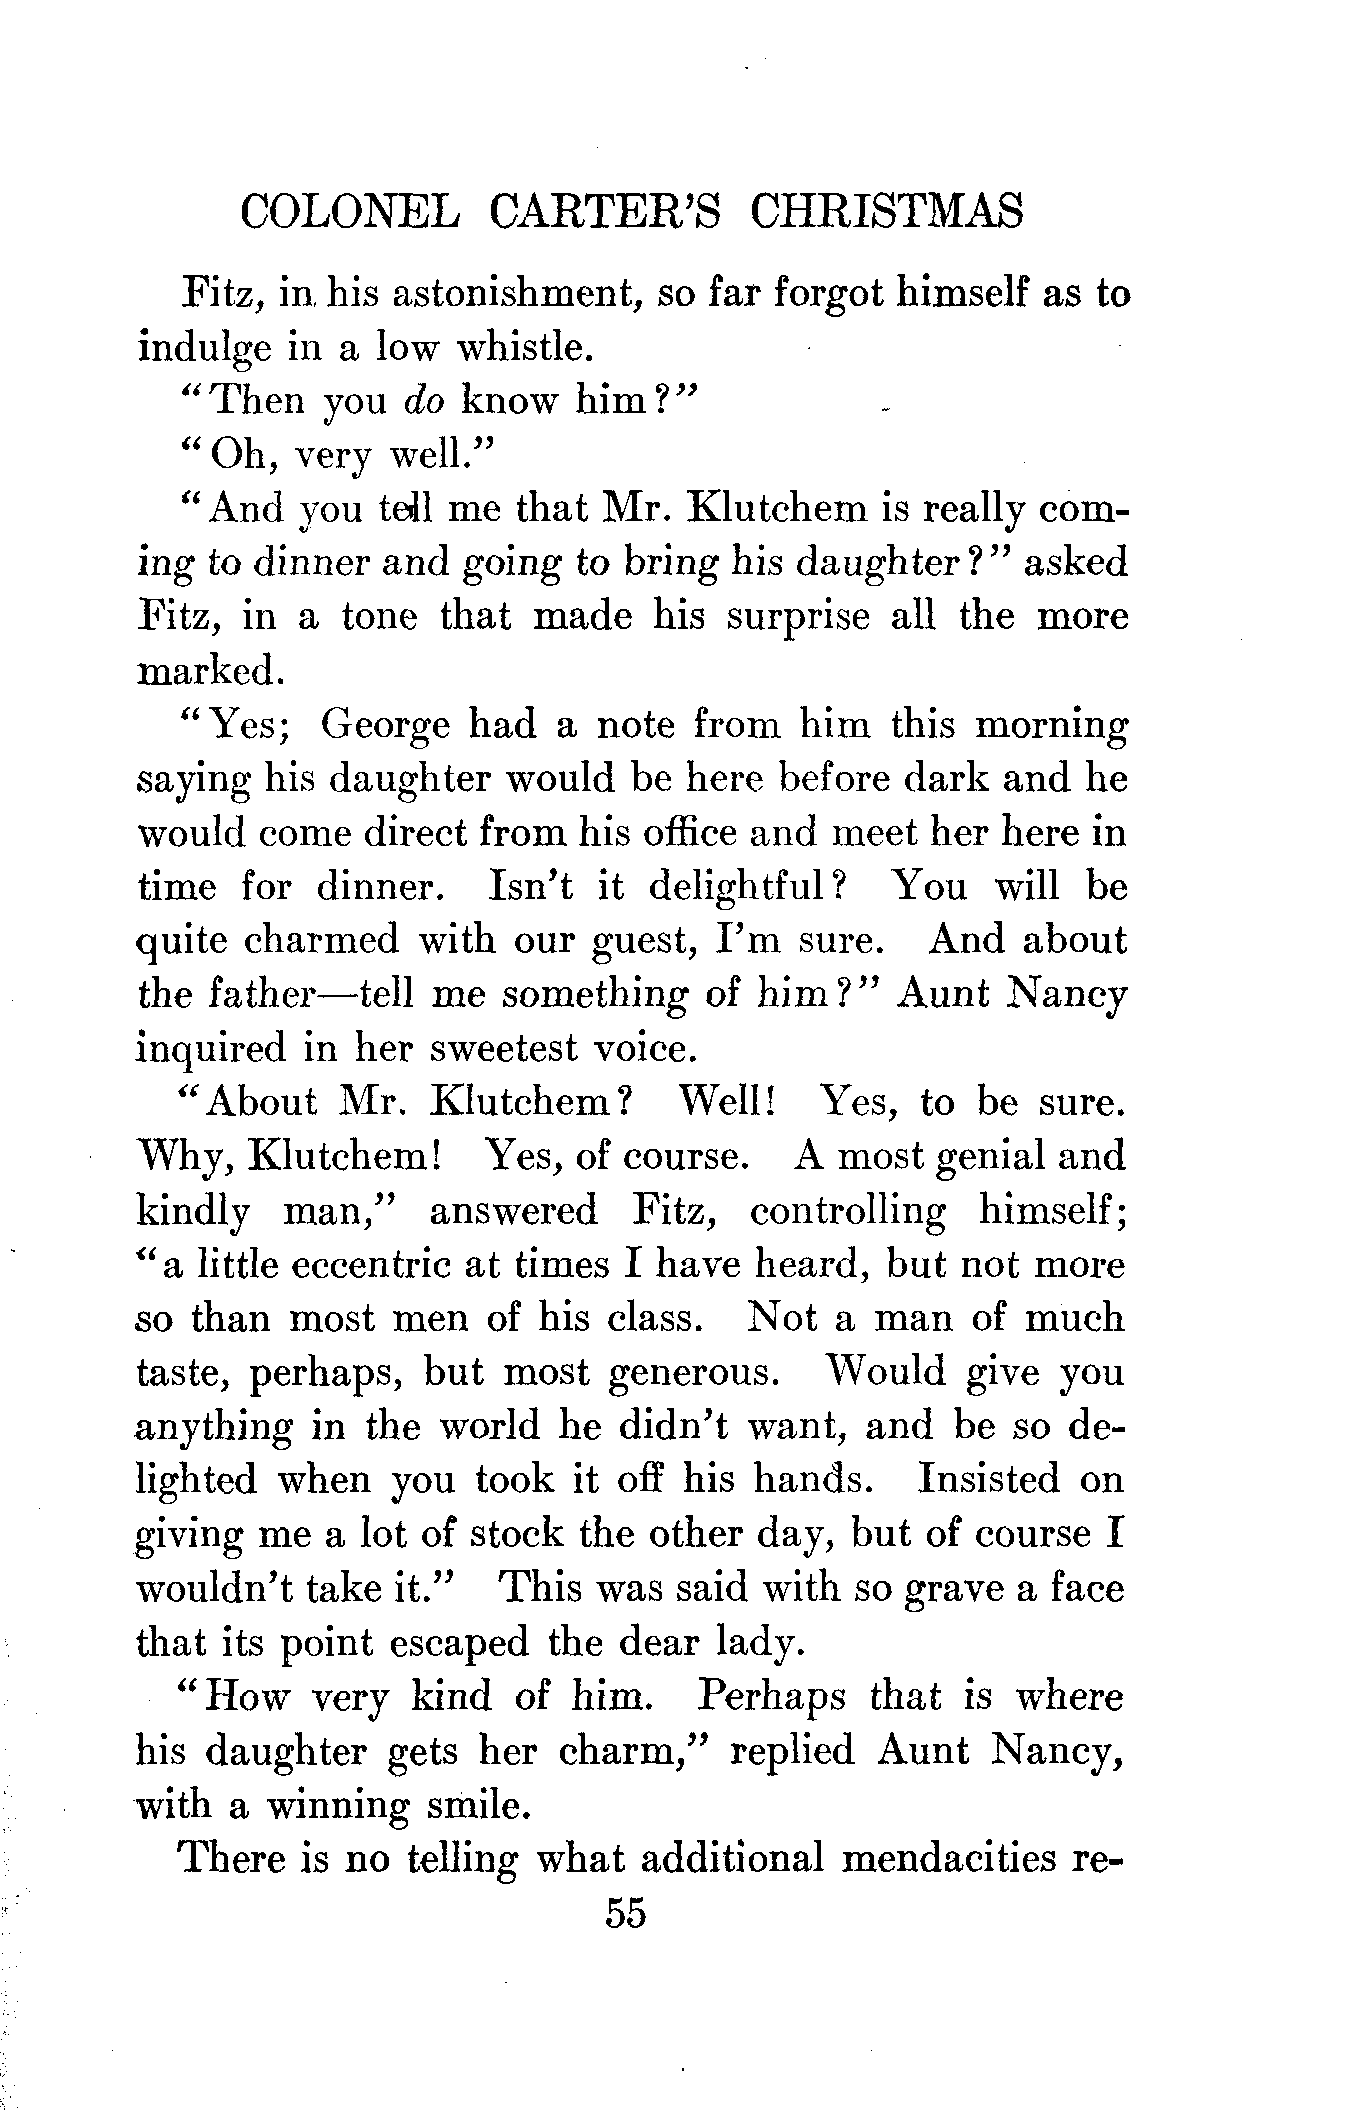 COLONEL CARTER'S CHRISTMAS
Fitz, in his astonishment, so far forgot himself as to
indulge in a low whistle.
"Then you do know him?"
"Oh, very well."
"And you tell me that Mr. Klutchem is really com-
ing to dinner and going to bring his daughter?" asked
Fitz, in a tone that made his surprise all the more
marked.
"Yes; George had a note from him this morning
saying his daughter would be here before dark and he
would come direct from his office and meet her here in
time for dinner. Isn't it delightful? You will be
quite charmed with our guest, I'm sure. And about
the father—tell me something of him?" Aunt Nancy
inquired in her sweetest voice.
"About Mr. Klutchem? Well! Yes, to be sure.
Why, Klutchem! Yes, of course. A most genial and
kindly man," answered Fitz, controlling himself;
"a little eccentric at times I have heard, but not more
so than most men of his class. Not a man of much
taste, perhaps, but most generous. Would give you
anything in the world he didn't want, and be so de-
lighted when you took it off his hands. Insisted on
giving me a lot of stock the other day, but of course I
wouldn't take it." This was said with so grave a face
that its point escaped the dear lady.
"How very kind of him. Perhaps that is where
his daughter gets her charm," replied Aunt Nancy,
with a winning smile.
There is no telling what additional mendacities re-
55